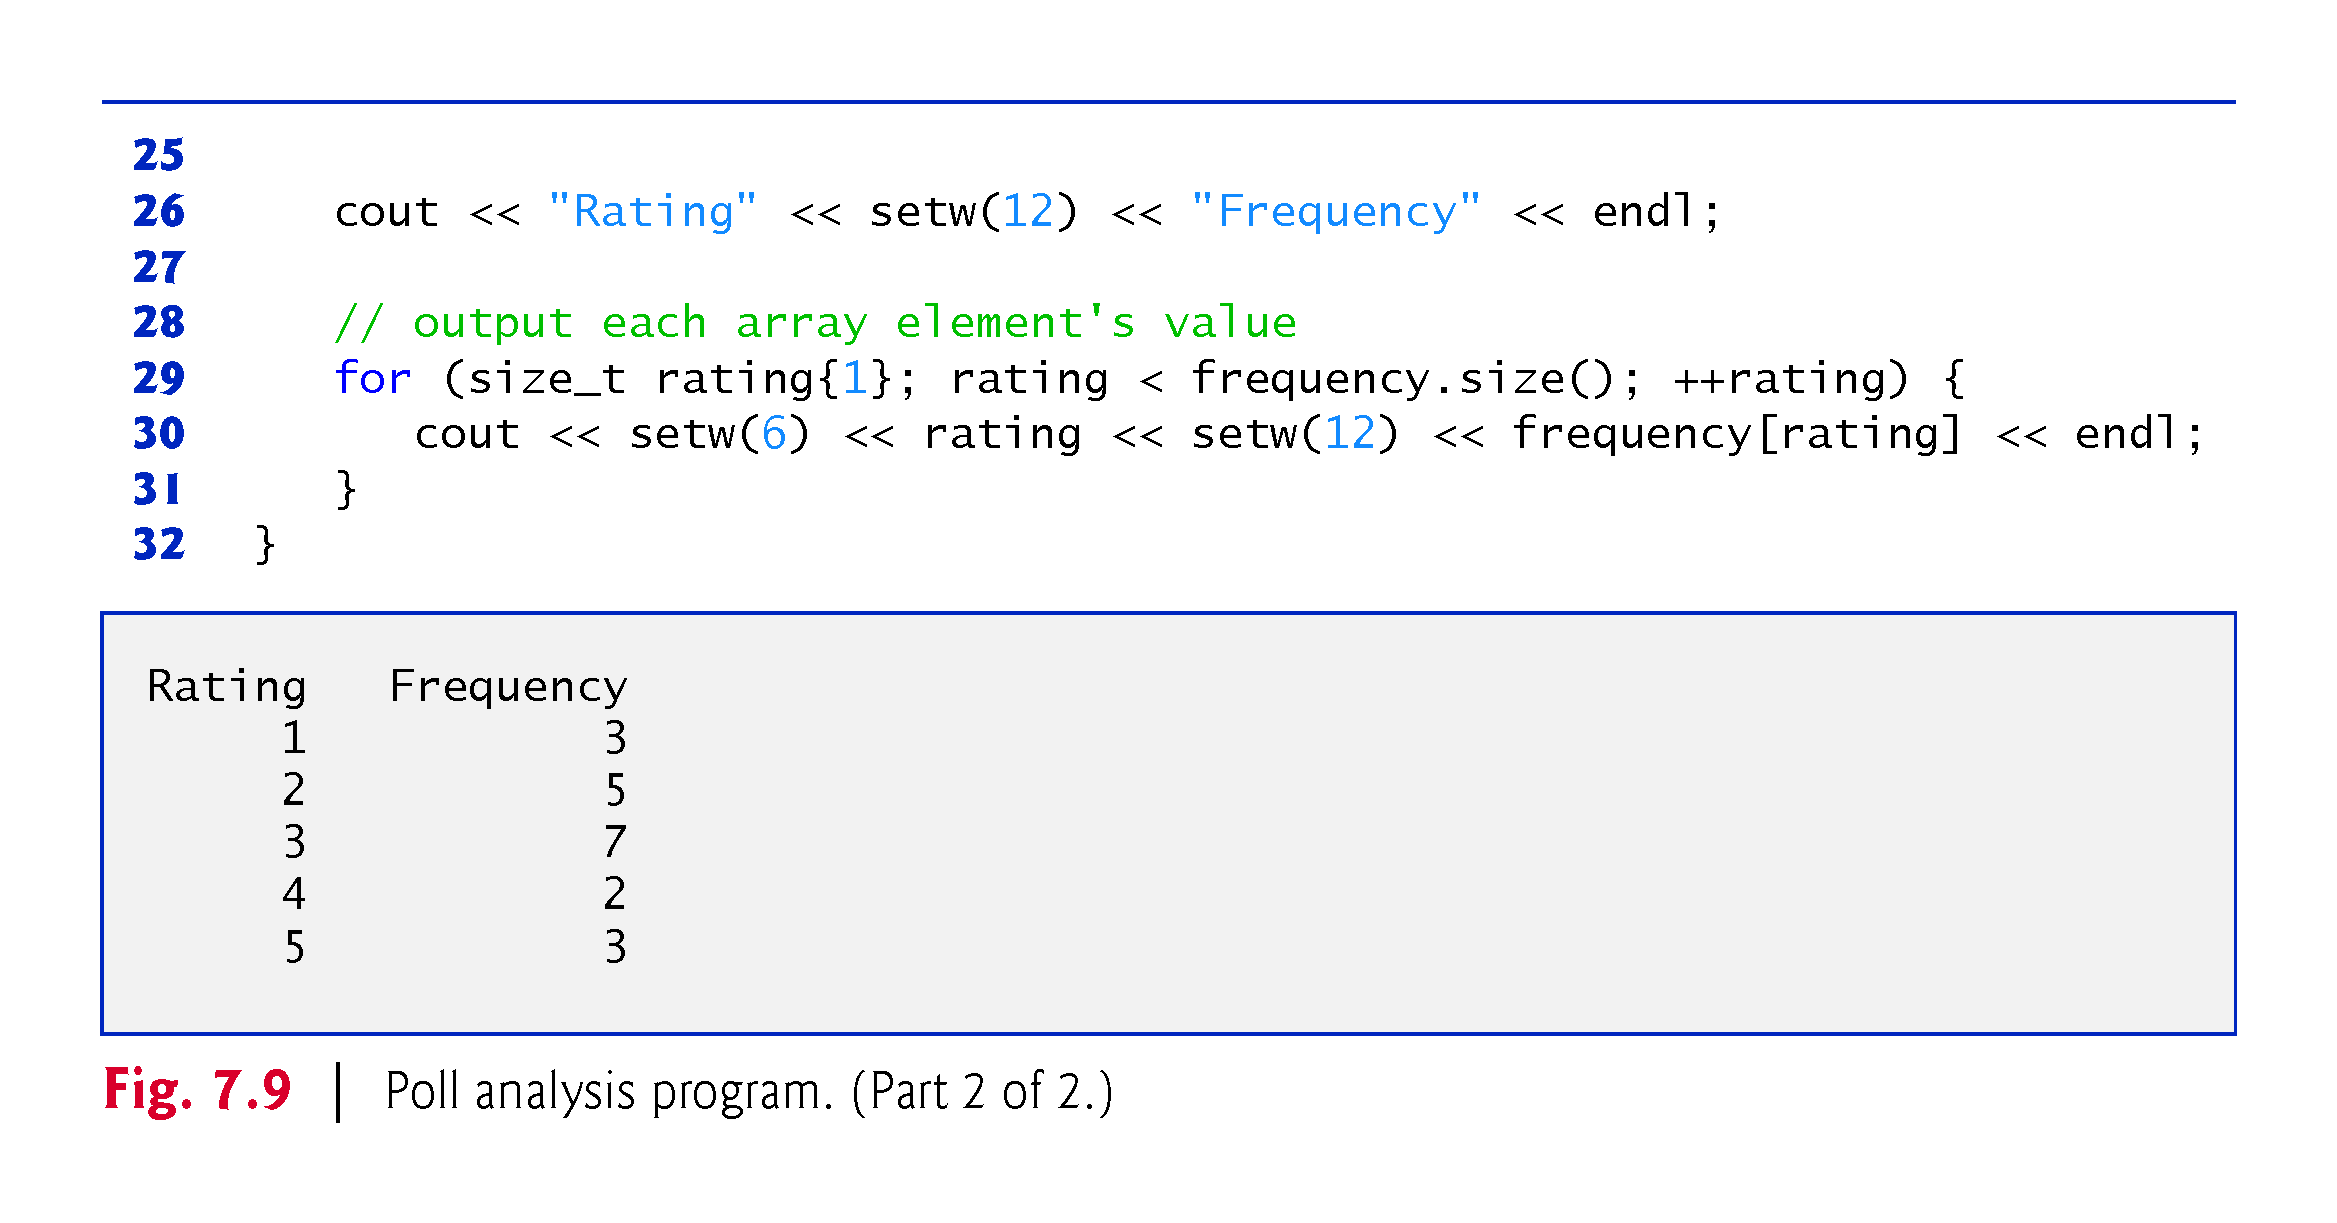 25
26 cout << "Rating" << setw(12) << "Frequency" << endl;
27
28 // output each array element's value
29 for (size_t rating{1}; rating < frequency.size(); ++rating) {
30 cout << setw(6) << rating << setw(12) << frequency[rating] << endl;
31 }
32 }
Rating Frequency
1 3
2 5
3 7
4 2
5 3
Fig. 7.9 | Poll analysis program. (Part 2 of 2.)